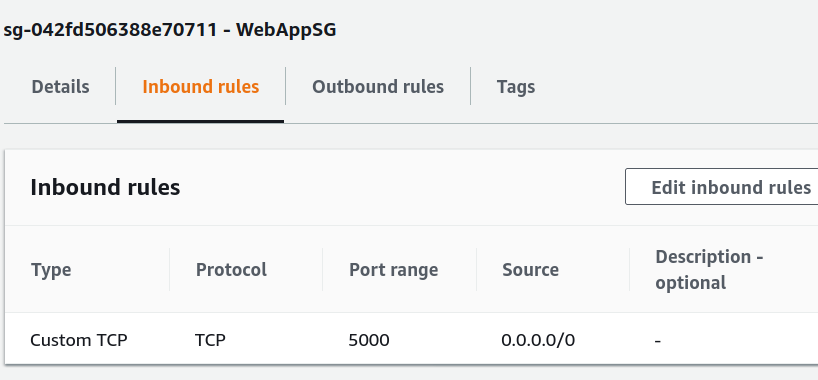 sg-042fd506388e70711 - WebAppSG
Details Inbound rules Outbound rules Tags
Inbound rules Edit inbound rules
Type Protocol Port range Source Description - optional
Custom TCP TCP 5000 0.0.0.0/0 -